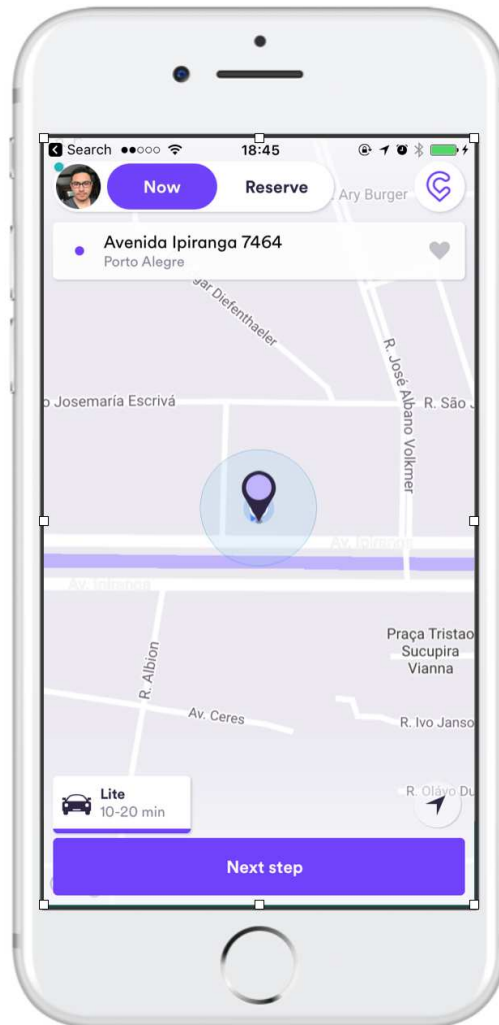 Search
18:45
Now
Reserve
Ary Burger
Avenida Ipiranga 7464
Porto Alegre
gar Diefenthaeler
R. José Albano Volkmer
o Josemaría Escrivá
R. São J
Av. Ipiranga
Av. Ipiranga
Praça Tristao
Sucupira
Vianna
R. Albion
Av. Ceres
R. Ivo Janso
Lite
10-20 min
R. Olávo Du
Next step